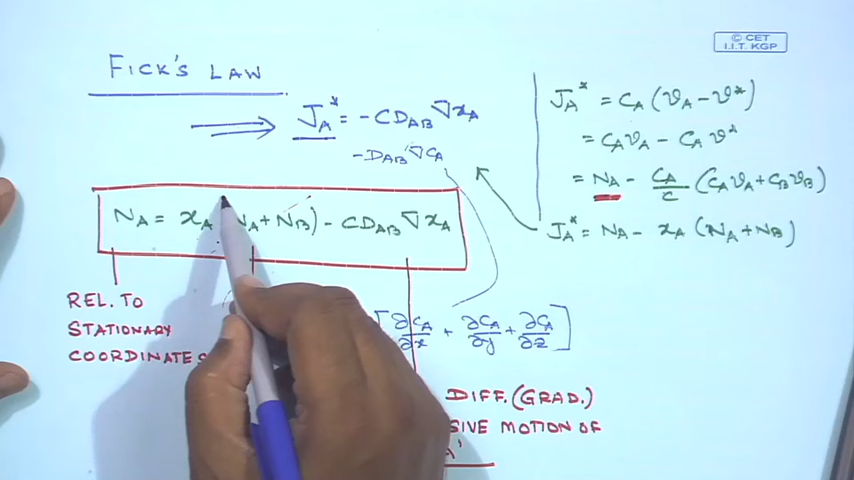 © CET
I.I.T. KGP
FICK'S LAW
J_A* = -CD_AB ∇x_A
-D_AB ∇C_A
N_A = x_A (N_A + N_B) - CD_AB ∇x_A
REL. TO
STATIONARY
COORDINATES
[∂C_A/∂x + ∂C_A/∂y + ∂C_A/∂z]
DIFF. (GRAD.)
MOTION OF
J_A* = C_A (v_A - v*)
= C_A v_A - C_A v*
= N_A - C_A/C (C_A v_A + C_B v_B)
J_A* = N_A - x_A (N_A + N_B)